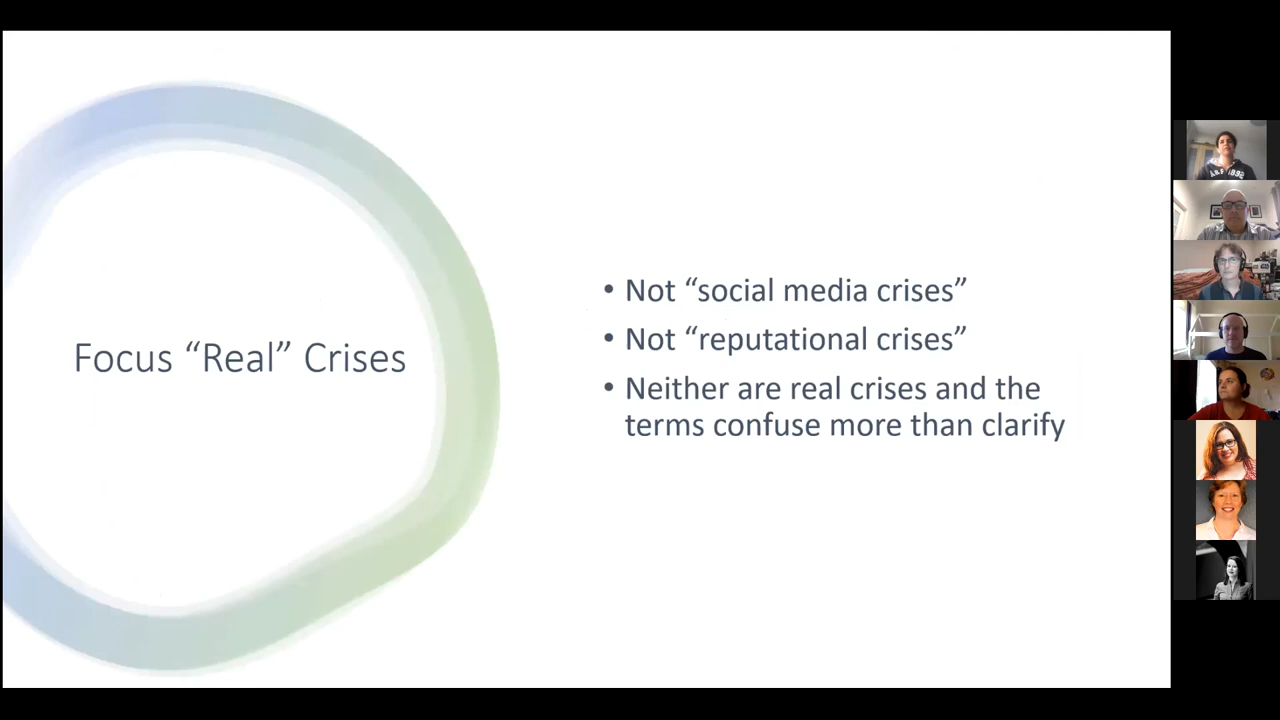 Focus “Real” Crises
• Not “social media crises”
• Not “reputational crises”
• Neither are real crises and the
terms confuse more than clarify